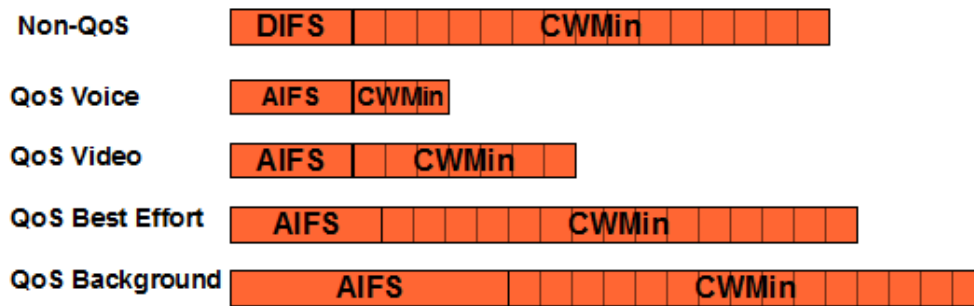 Non-QoS DIFS CWMin
QoS Voice AIFS CWMin
QoS Video AIFS CWMin
QoS Best Effort AIFS CWMin
QoS Background AIFS CWMin